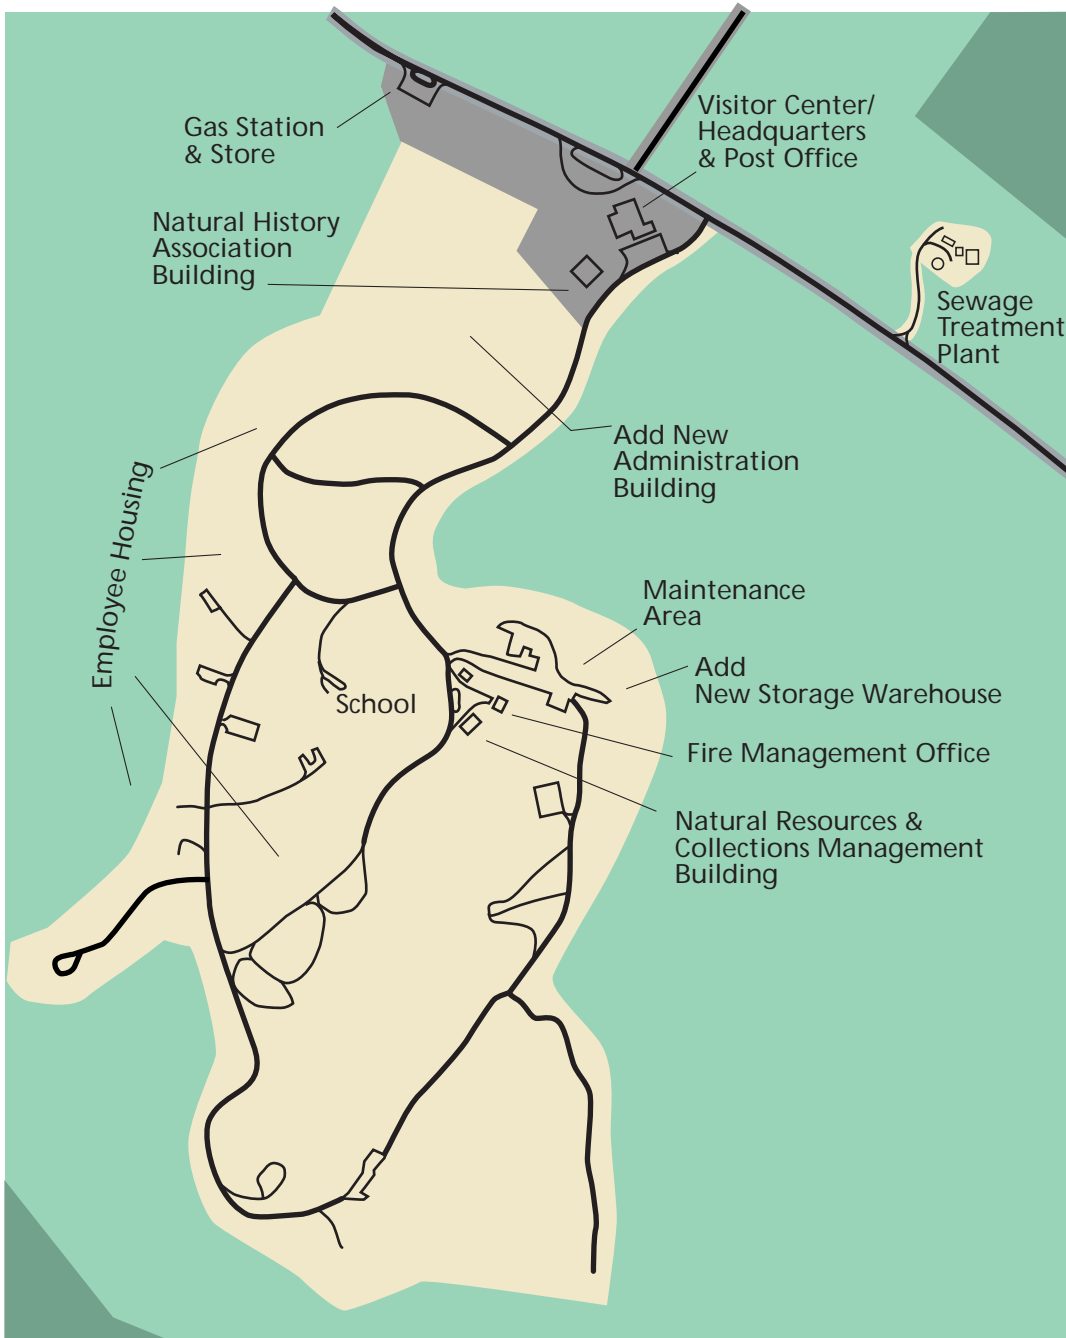 Visitor Center/
Headquarters
& Post Office
Gas Station
& Store
Natural History
Association
Building
Sewage
Treatment
Plant
Add New
Administration
Building
Employee Housing
Maintenance
Area
Add
New Storage Warehouse
School
Fire Management Office
Natural Resources &
Collections Management
Building